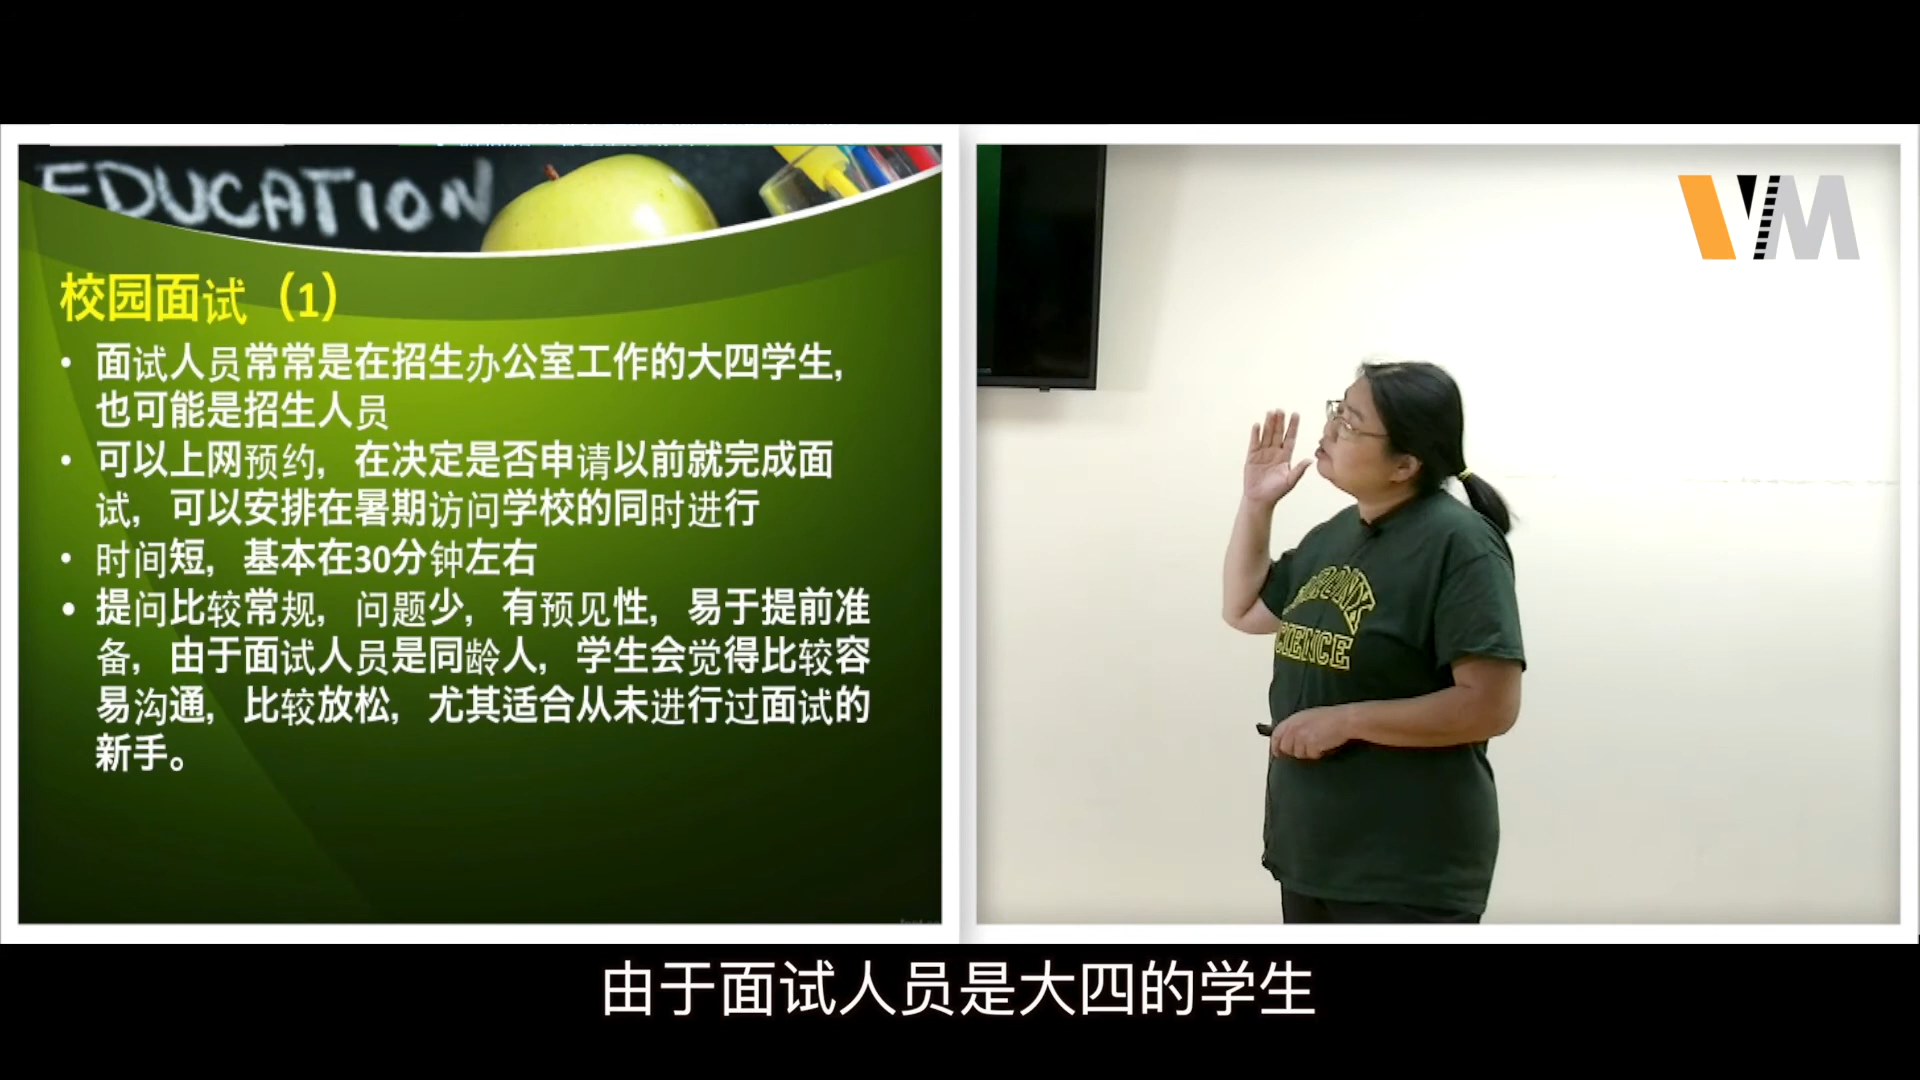 EDUCATION
校园面试（1）
• 面试人员常常是在招生办公室工作的大四学生，
也可能是招生人员
• 可以上网预约，在决定是否申请以前就完成面
试，可以安排在暑期访问学校的同时进行
• 时间短，基本在30分钟左右
• 提问比较常规，问题少，有预见性，易于提前准
备，由于面试人员是同龄人，学生会觉得比较容
易沟通，比较放松，尤其适合从未进行过面试的
新手。
VM
SCIENCE
由于面试人员是大四的学生